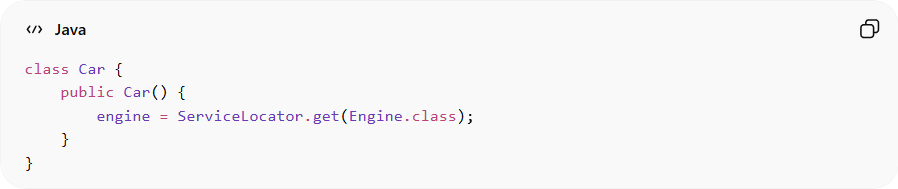 </> Java
class Car {
    public Car() {
        engine = ServiceLocator.get(Engine.class);
    }
}